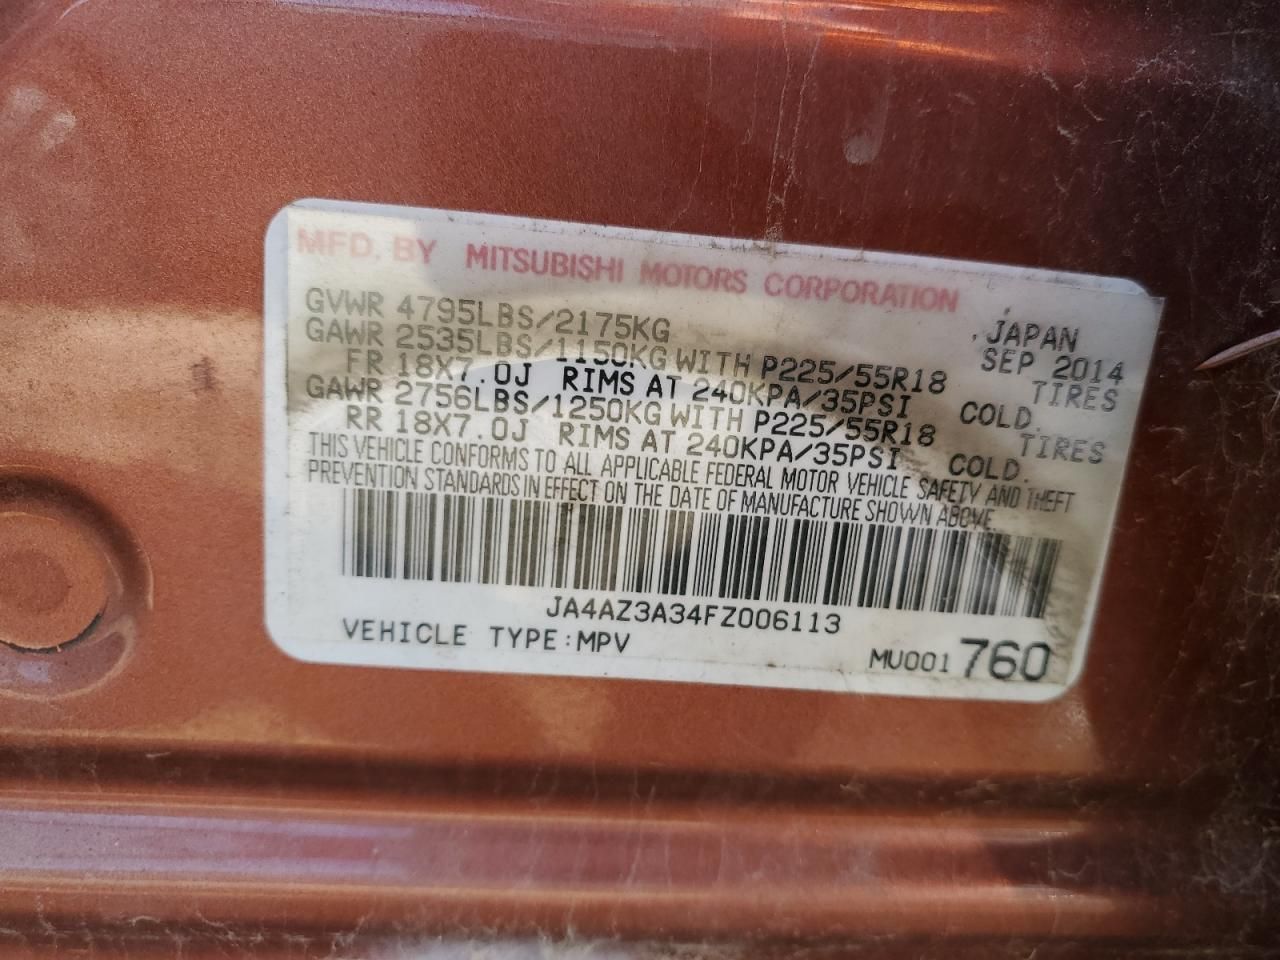 MFD. BY MITSUBISHI MOTORS CORPORATION
GVWR 4795LBS/2175KG JAPAN
GAWR 2535LBS/1150KG WITH P225/55R18 SEP 2014
FR 18X7.0J RIMS AT 240KPA/35PSI COLD. TIRES
GAWR 2756LBS/1250KG WITH P225/55R18 TIRES
RR 18X7.0J RIMS AT 240KPA/35PSI COLD.
THIS VEHICLE CONFORMS TO ALL APPLICABLE FEDERAL MOTOR VEHICLE SAFETY AND THEFT
PREVENTION STANDARDS IN EFFECT ON THE DATE OF MANUFACTURE SHOWN ABOVE.
JA4AZ3A34FZ006113
VEHICLE TYPE:MPV MU001 760